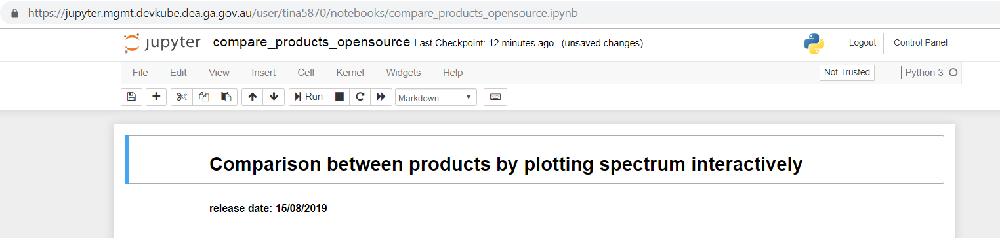 https://jupyter.mgmt.devkube.dea.ga.gov.au/user/tina5870/notebooks/compare_products_opensource.ipynb
jupyter compare_products_opensource Last Checkpoint: 12 minutes ago (unsaved changes) Logout Control Panel
File Edit View Insert Cell Kernel Widgets Help Not Trusted Python 3
Run Markdown
Comparison between products by plotting spectrum interactively
release date: 15/08/2019